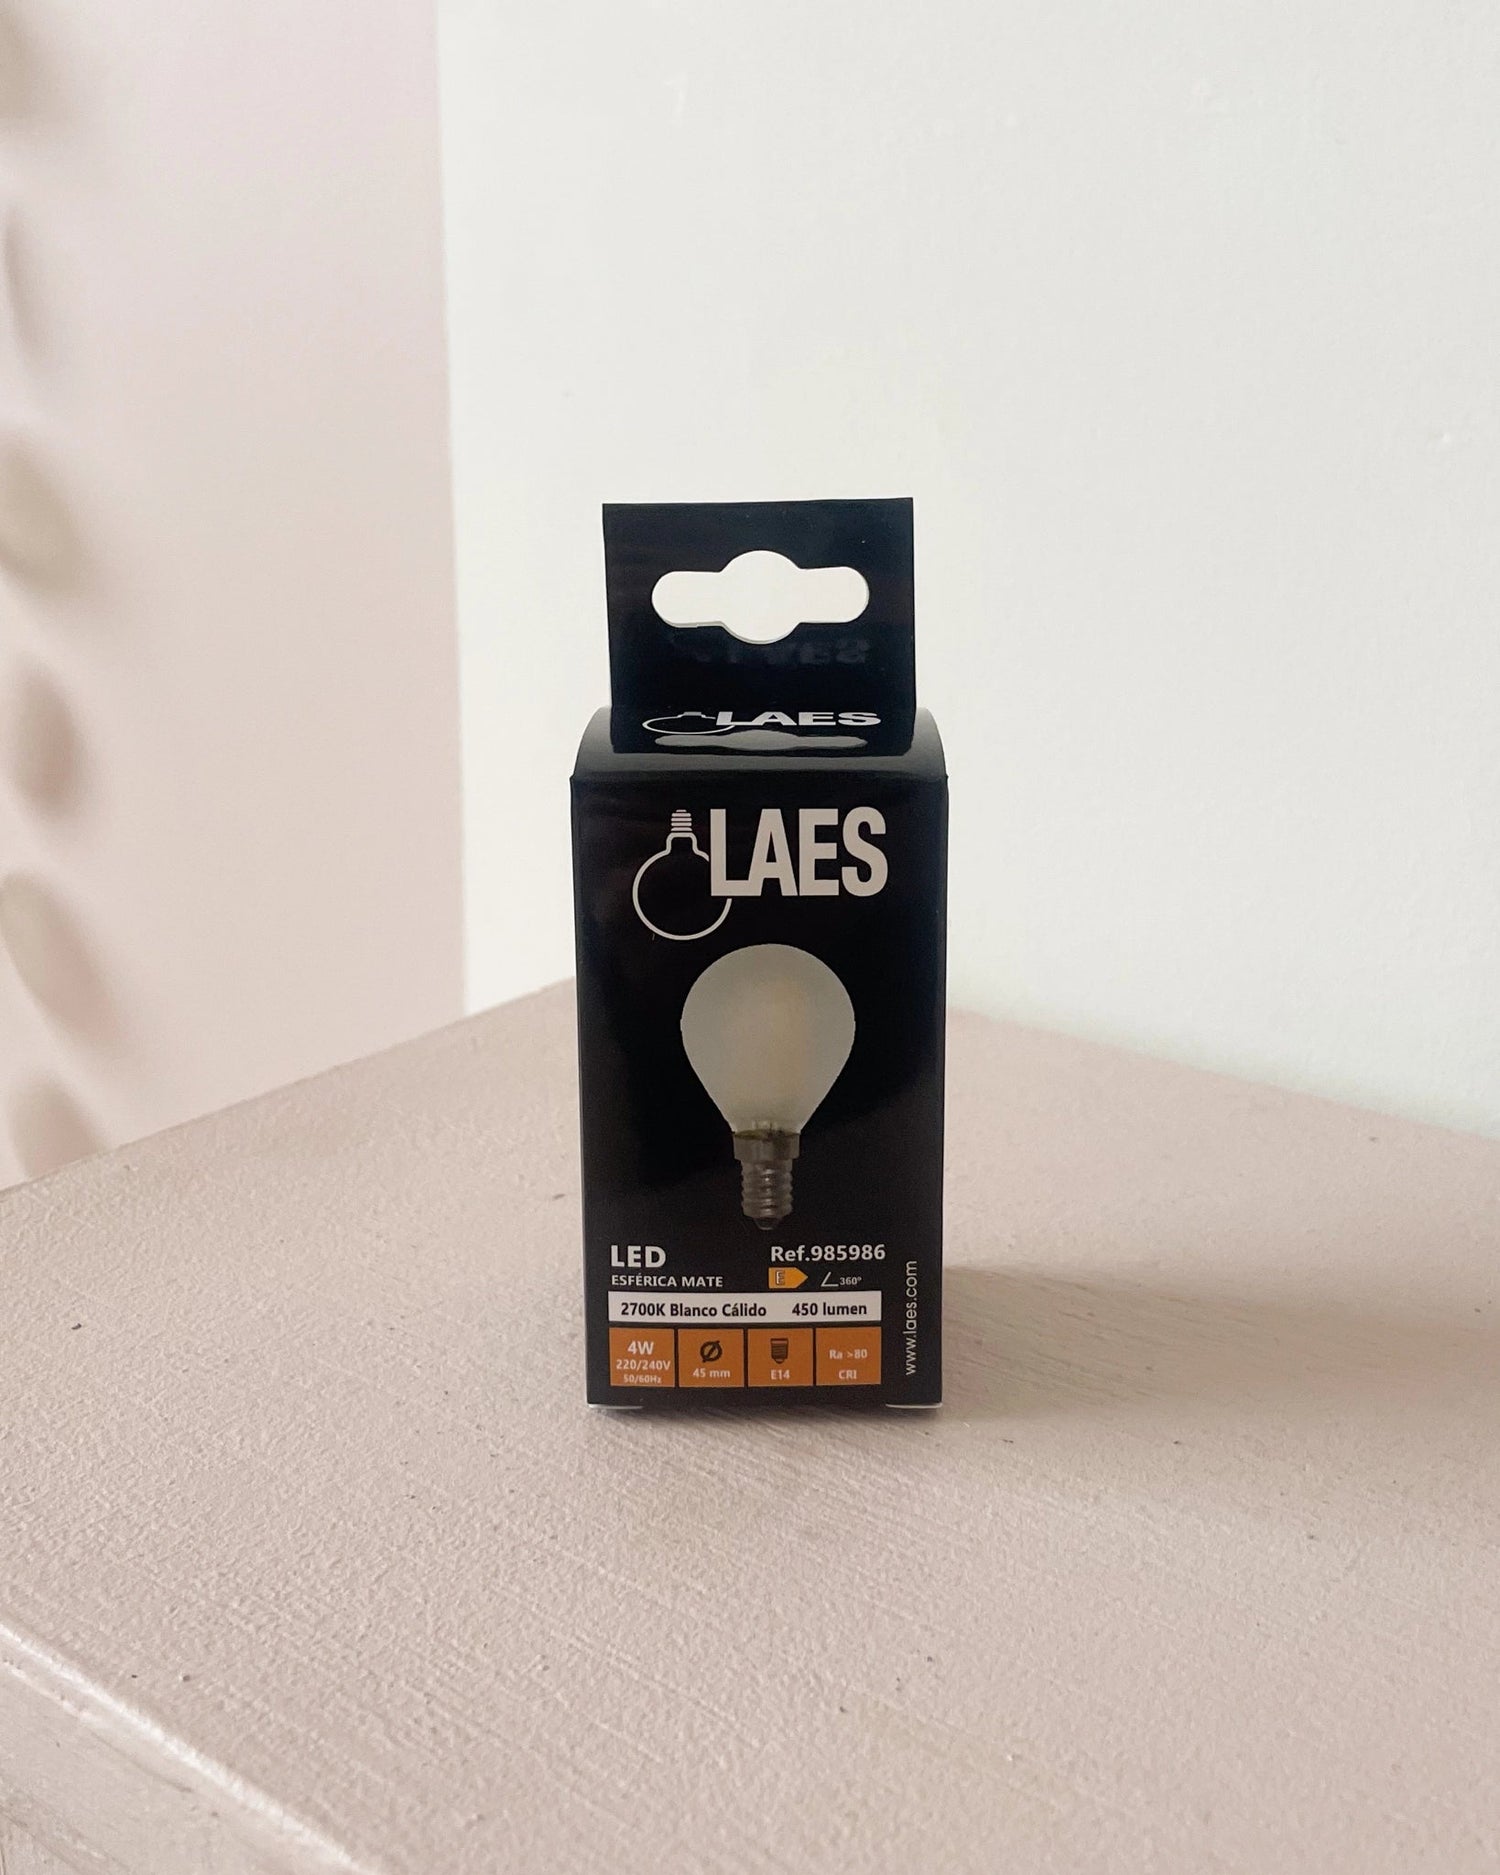 LAES
LAES
LED
Ref.985986
ESFÉRICA MATE
E
360°
2700K Blanco Cálido 450 lumen
4W
220/240V
50/60Hz
45 mm
E14
Ra >80
CRI
www.laes.com